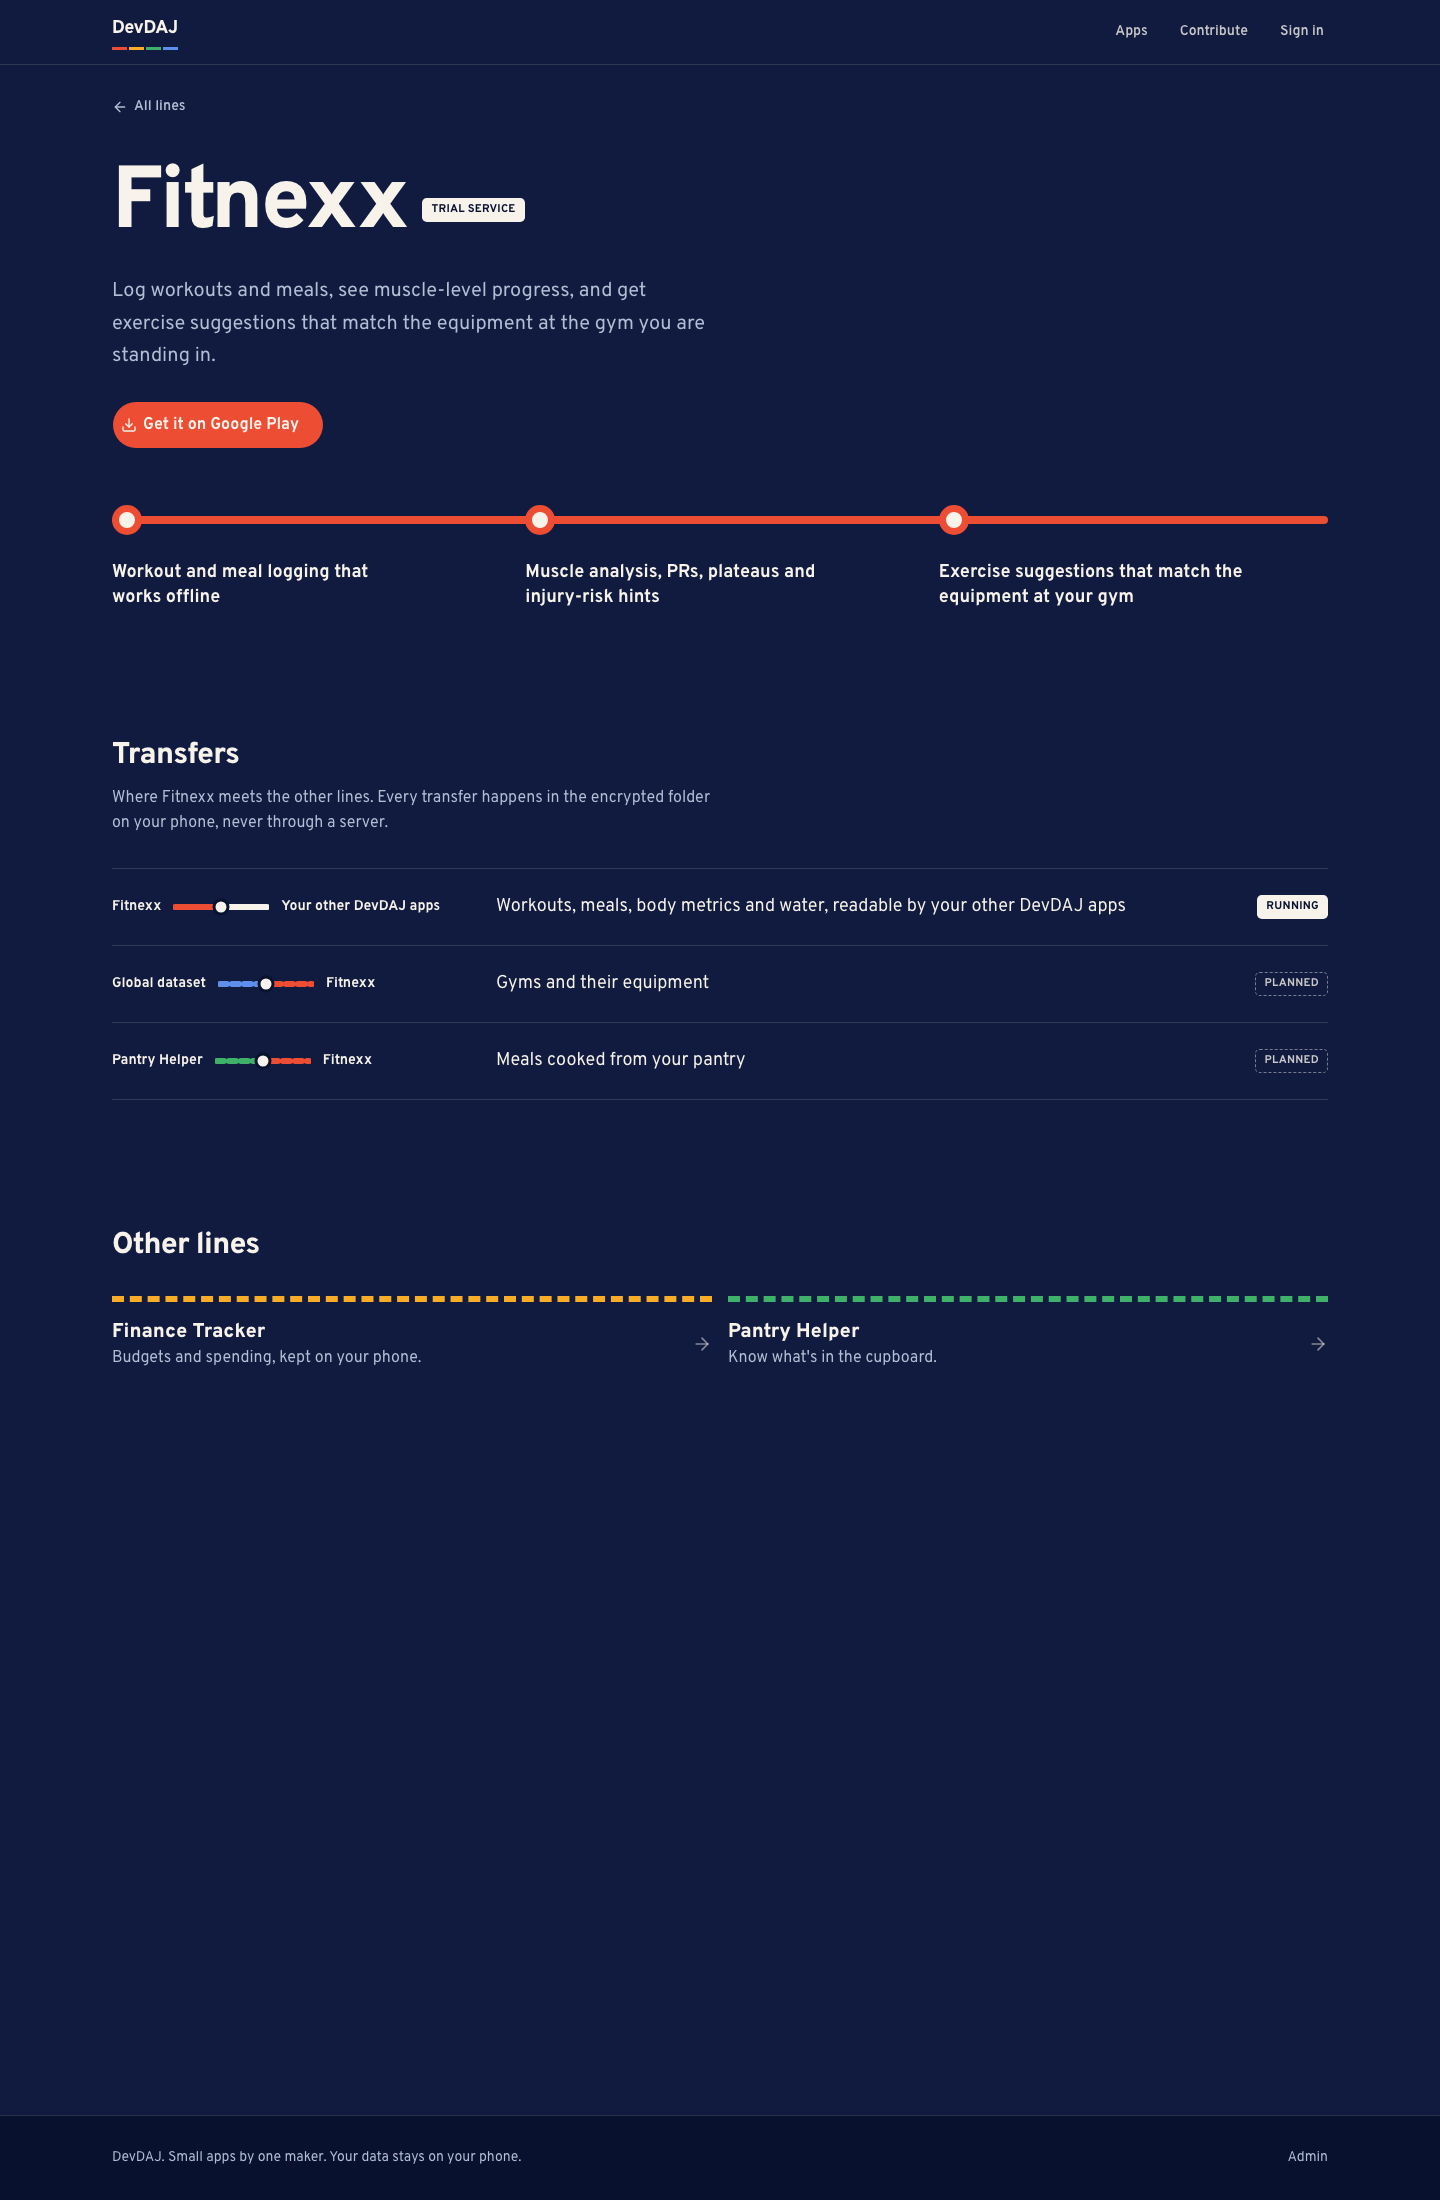 DevDAJ
Apps
Contribute
Sign in
All lines
Fitnexx
TRIAL SERVICE
Log workouts and meals, see muscle-level progress, and get
exercise suggestions that match the equipment at the gym you are
standing in.
Get it on Google Play
Workout and meal logging that
works offline
Muscle analysis, PRs, plateaus and
injury-risk hints
Exercise suggestions that match the
equipment at your gym
Transfers
Where Fitnexx meets the other lines. Every transfer happens in the encrypted folder
on your phone, never through a server.
Fitnexx
Your other DevDAJ apps
Workouts, meals, body metrics and water, readable by your other DevDAJ apps
RUNNING
Global dataset
Fitnexx
Gyms and their equipment
PLANNED
Pantry Helper
Fitnexx
Meals cooked from your pantry
PLANNED
Other lines
Finance Tracker
Budgets and spending, kept on your phone.
Pantry Helper
Know what's in the cupboard.
DevDAJ. Small apps by one maker. Your data stays on your phone.
Admin